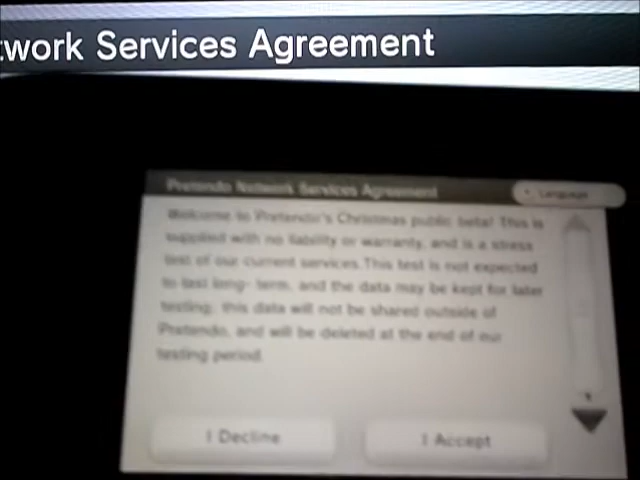 twork Services Agreement
Pretendo Network Services Agreement
Language
Welcome to Pretendo's Christmas public beta! This is
supplied with no liability or warranty, and is a stress
test of our current services.This test is not expected
to last long- term, and the data may be kept for later
testing; this data will not be shared outside of
Pretendo, and will be deleted at the end of our
testing period.
I Decline
I Accept